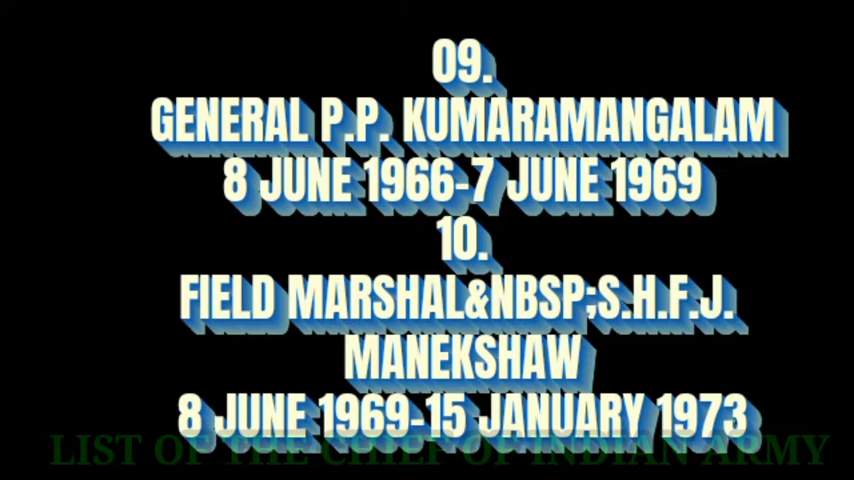 09.
GENERAL P.P. KUMARAMANGALAM
8 JUNE 1966-7 JUNE 1969
10.
FIELD MARSHAL&NBSP;S.H.F.J.
MANEKSHAW
8 JUNE 1969-15 JANUARY 1973
LIST OF THE CHIEF OF INDIAN ARMY